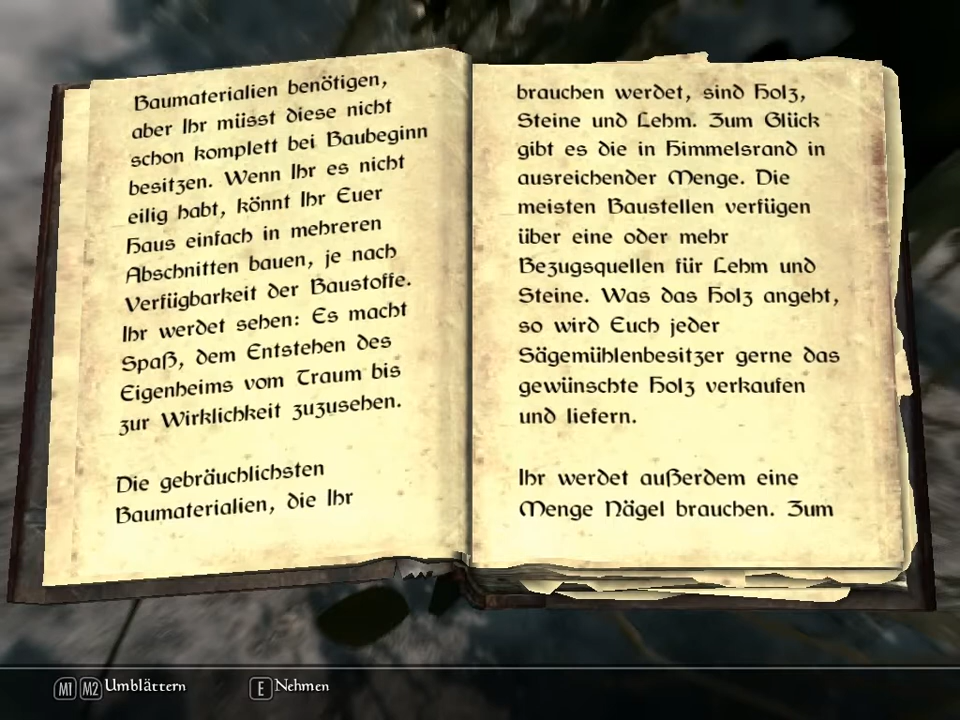 Baumaterialien benötigen,
aber Ihr müsst diese nicht
schon komplett bei Baubeginn
besitzen. Wenn Ihr es nicht
eilig habt, könnt Ihr Euer
Haus einfach in mehreren
Abschnitten bauen, je nach
Verfügbarkeit der Baustoffe.
Ihr werdet sehen: Es macht
Spaß, dem Entstehen des
Eigenheims vom Traum bis
zur Wirklichkeit zuzusehen.
Die gebräuchlichsten
Baumaterialien, die Ihr
brauchen werdet, sind Holz,
Steine und Lehm. Zum Glück
gibt es die in Himmelsrand in
ausreichender Menge. Die
meisten Baustellen verfügen
über eine oder mehr
Bezugsquellen für Lehm und
Steine. Was das Holz angeht,
so wird Euch jeder
Sägemühlenbesitzer gerne das
gewünschte Holz verkaufen
und liefern.
Ihr werdet außerdem eine
Menge Nägel brauchen. Zum
M1 M2 Umblättern
E Nehmen